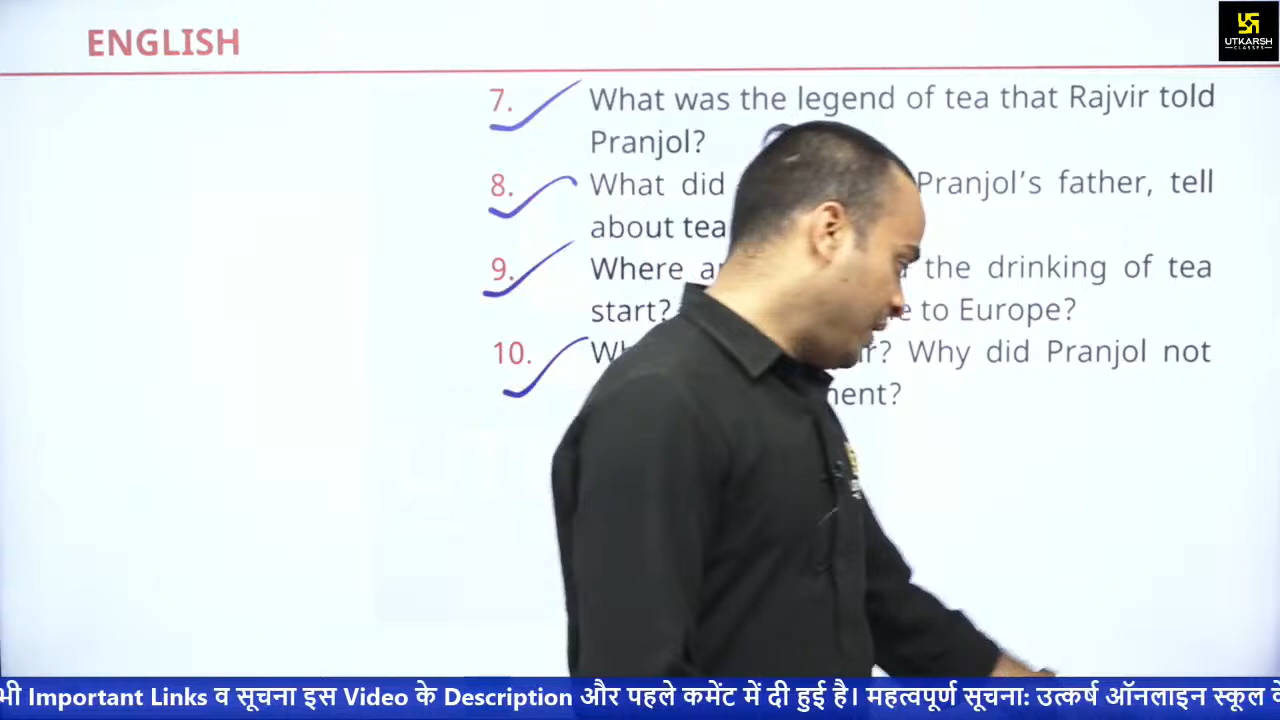 ENGLISH
UTKARSH
CLASSES
7. What was the legend of tea that Rajvir told
Pranjol?
8. What did Pranjol's father, tell
about tea
9. Where the drinking of tea
start? to Europe?
10. Why did Pranjol not
भी Important Links व सूचना इस Video के Description और पहले कमेंट में दी हुई है। महत्वपूर्ण सूचना: उत्कर्ष ऑनलाइन स्कूल के